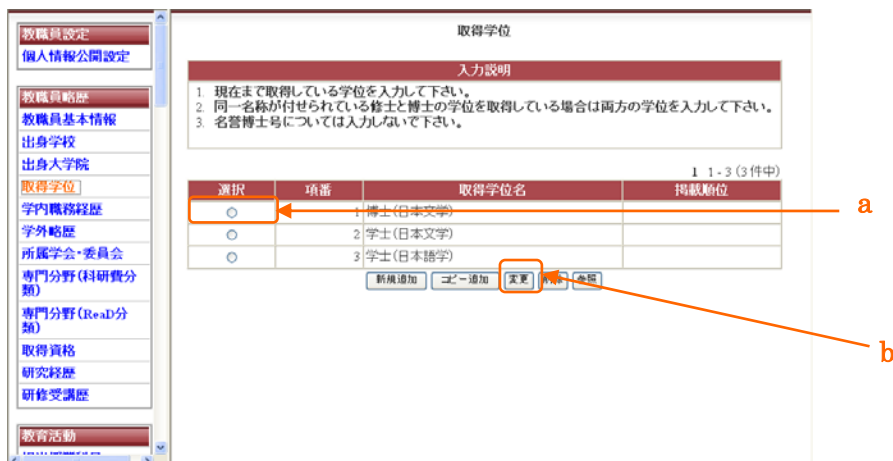 教職員設定
個人情報公開設定
教職員略歴
教職員基本情報
出身学校
出身大学院
取得学位
学内職務経歴
学外略歴
所属学会・委員会
専門分野(科研費分
類)
専門分野(ReaD分
類)
取得資格
研究経歴
研修受講歴
教育活動
取得学位
入力説明
1. 現在まで取得している学位を入力して下さい。
2. 同一名称が付せられている修士と博士の学位を取得している場合は両方の学位を入力して下さい。
3. 名誉博士号については入力しないで下さい。
1 1-3(3件中)
選択 項番 取得学位名 掲載順位
1 博士(日本文学)
2 学士(日本文学)
3 学士(日本語学)
新規追加 コピー追加 変更 削除 参照
a
b